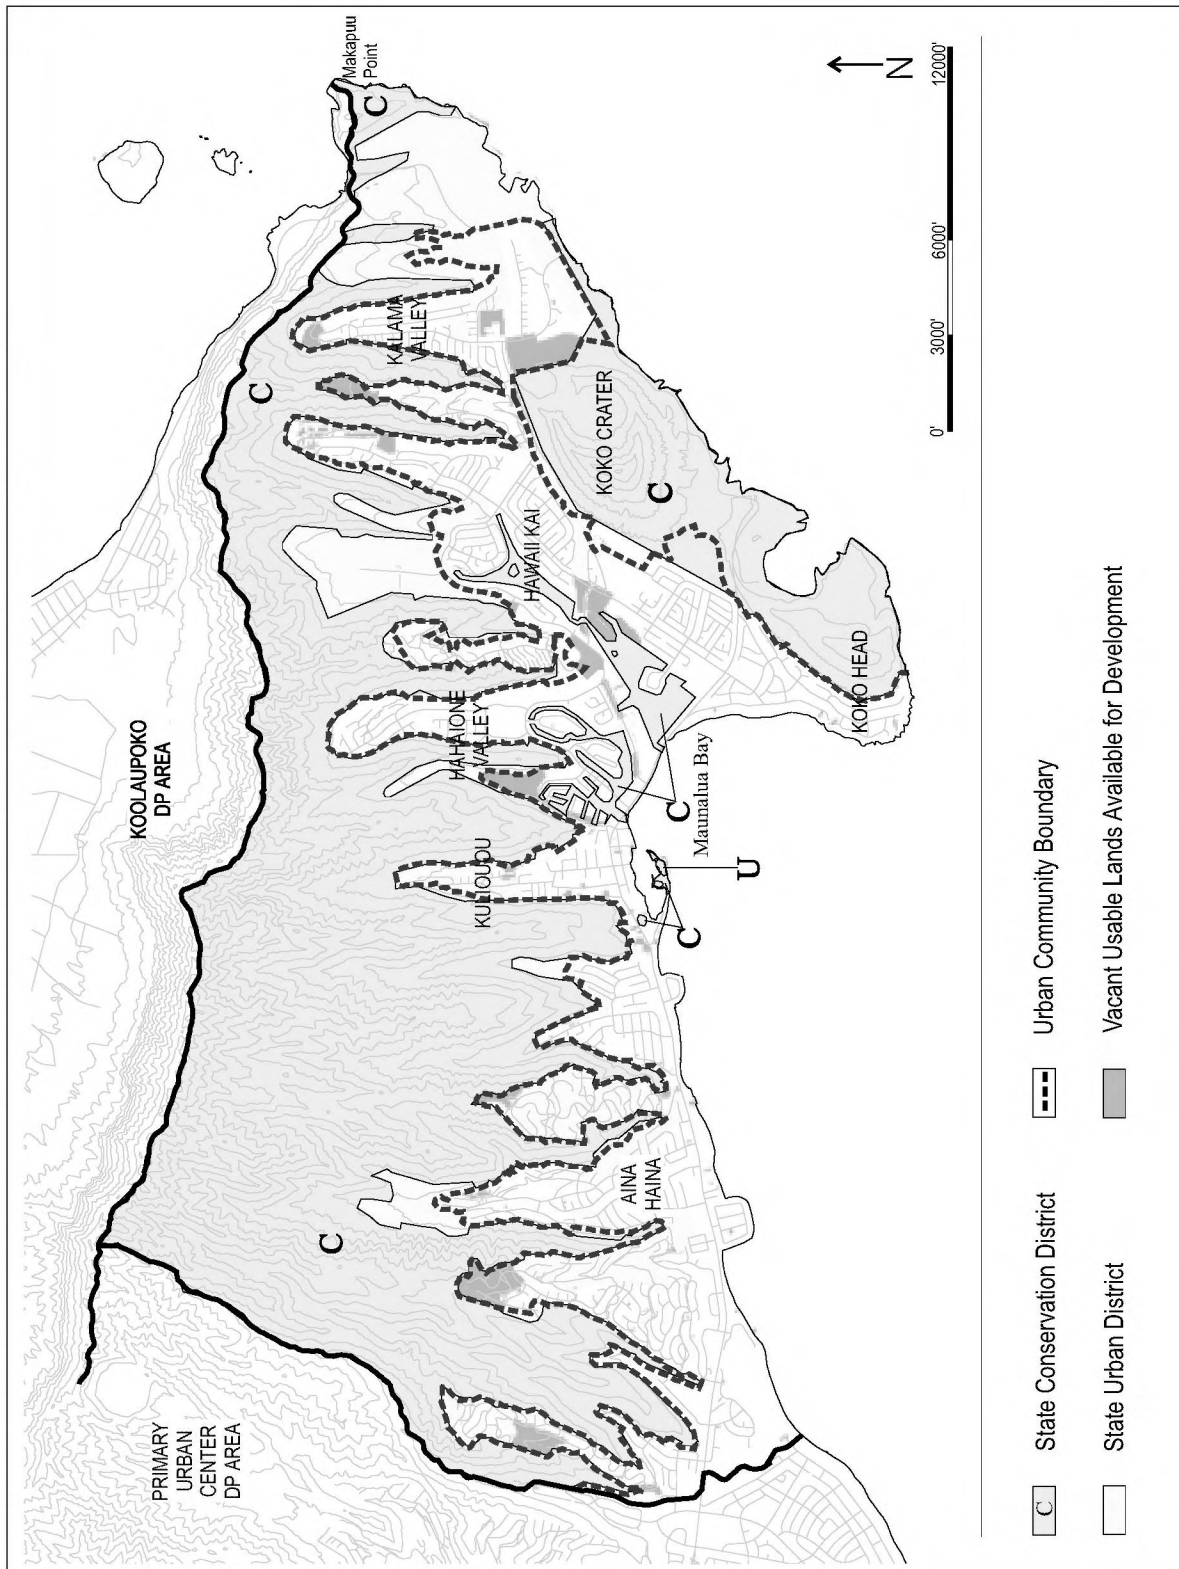 Makapuu
Point
C
N
12000'
6000'
3000'
0'
KALAMA
VALLEY
C
KOKO CRATER
C
HAWAII KAI
KOOLAUPOKO
DP AREA
HAHAIONE
VALLEY
KOKO HEAD
Maunalua Bay
C
U
KULIOUOU
C
C
AINA
HAINA
PRIMARY
URBAN
CENTER
DP AREA
C
State Conservation District
Urban Community Boundary
State Urban District
Vacant Usable Lands Available for Development